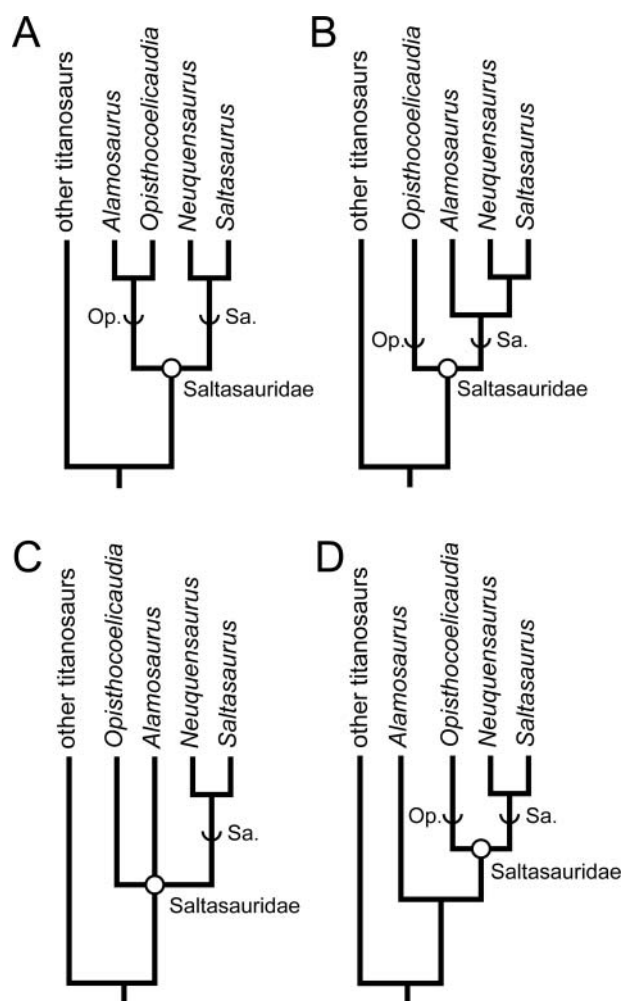 A
other titanosaurs
Alamosaurus
Opisthocoelicaudia
Neuquensaurus
Saltasaurus
Op.
Sa.
Saltasauridae
B
other titanosaurs
Opisthocoelicaudia
Alamosaurus
Neuquensaurus
Saltasaurus
Op.
Sa.
Saltasauridae
C
other titanosaurs
Opisthocoelicaudia
Alamosaurus
Neuquensaurus
Saltasaurus
Sa.
Saltasauridae
D
other titanosaurs
Alamosaurus
Opisthocoelicaudia
Neuquensaurus
Saltasaurus
Op.
Sa.
Saltasauridae